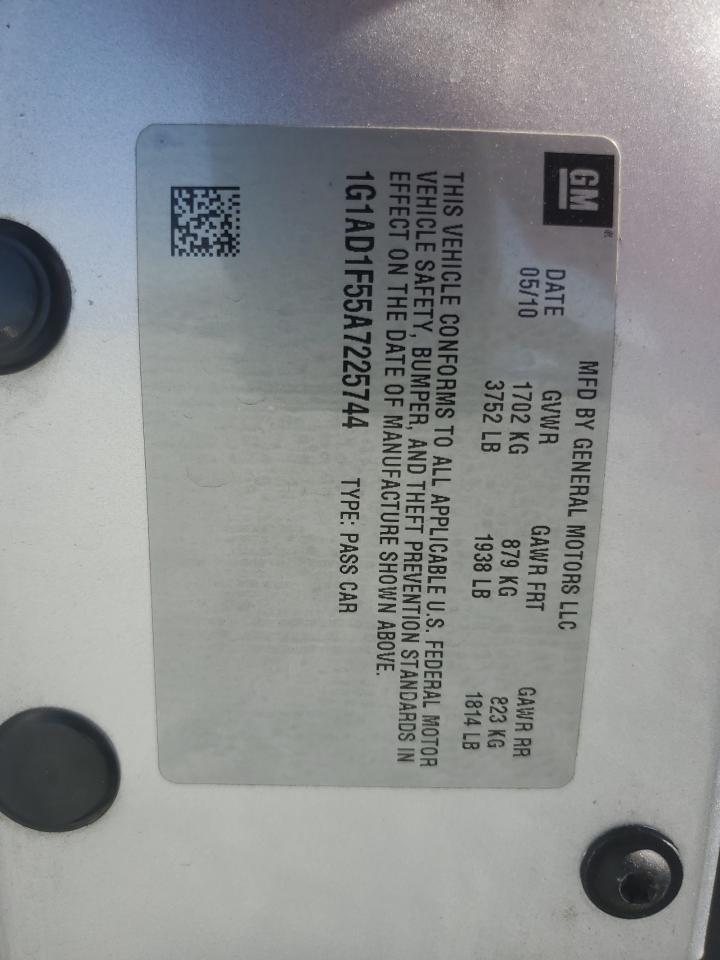 GM
MFD BY GENERAL MOTORS LLC
DATE GVWR GAWR FRT GAWR RR
05/10 1702 KG 879 KG 823 KG
3752 LB 1938 LB 1814 LB
THIS VEHICLE CONFORMS TO ALL APPLICABLE U.S. FEDERAL MOTOR
VEHICLE SAFETY, BUMPER, AND THEFT PREVENTION STANDARDS IN
EFFECT ON THE DATE OF MANUFACTURE SHOWN ABOVE.
1G1AD1F55A7225744 TYPE: PASS CAR